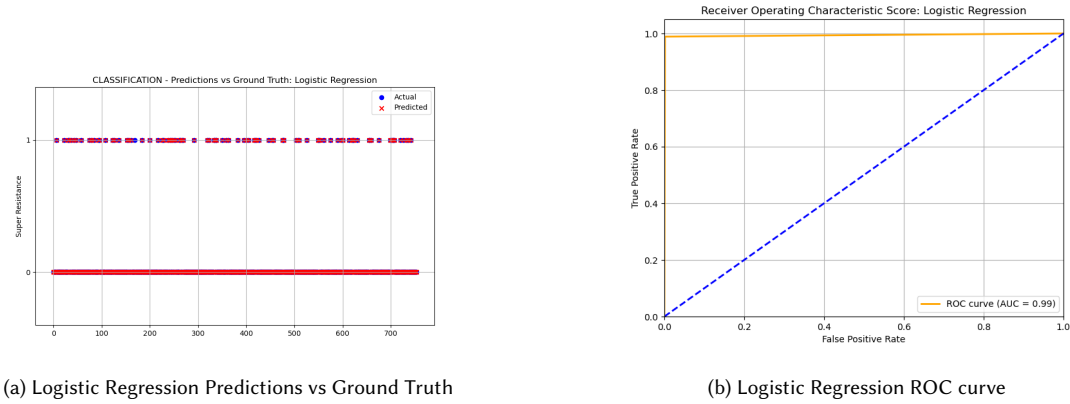 CLASSIFICATION - Predictions vs Ground Truth: Logistic Regression
Actual
Predicted
1
Super Resistance
0
0 100 200 300 400 500 600 700
(a) Logistic Regression Predictions vs Ground Truth
Receiver Operating Characteristic Score: Logistic Regression
1.0
0.8
True Positive Rate
0.6
0.4
0.2
0.0
ROC curve (AUC = 0.99)
0.0 0.2 0.4 0.6 0.8 1.0
False Positive Rate
(b) Logistic Regression ROC curve